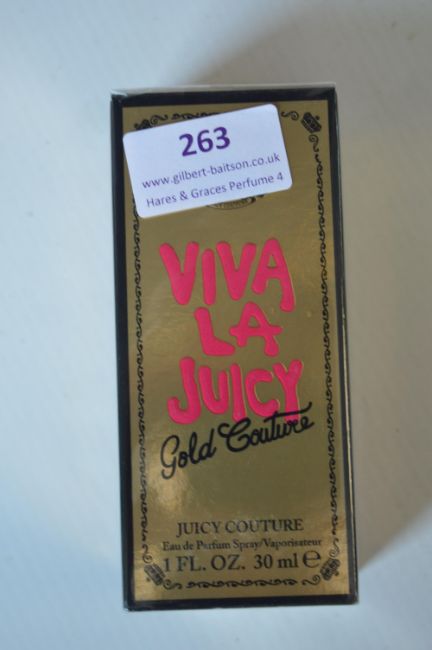 263
www.gilbert-baitson.co.uk
Hares & Graces Perfume 4
VIVA
LA
JUICY
Gold Couture
JUICY COUTURE
Eau de Parfum Spray/Vaporisateur
1 FL. OZ. 30 ml ℮